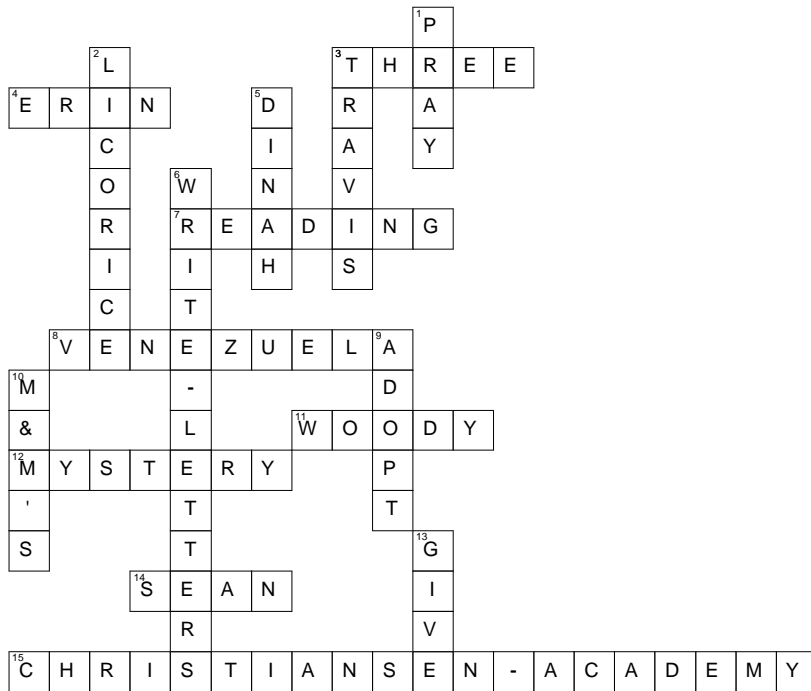 1 P
2 L 3 T H R E E
4 E R I N 5 D R A
C I A Y
O 6 W N V
R 7 R E A D I N G
I I H S
C T
8 V E N E Z U E L 9 A
10 M - D
& L 11 W O O D Y
12 M Y S T E R Y P
' T T
S T 13 G
14 S E A N I
R V
15 C H R I S T I A N S E N - A C A D E M Y